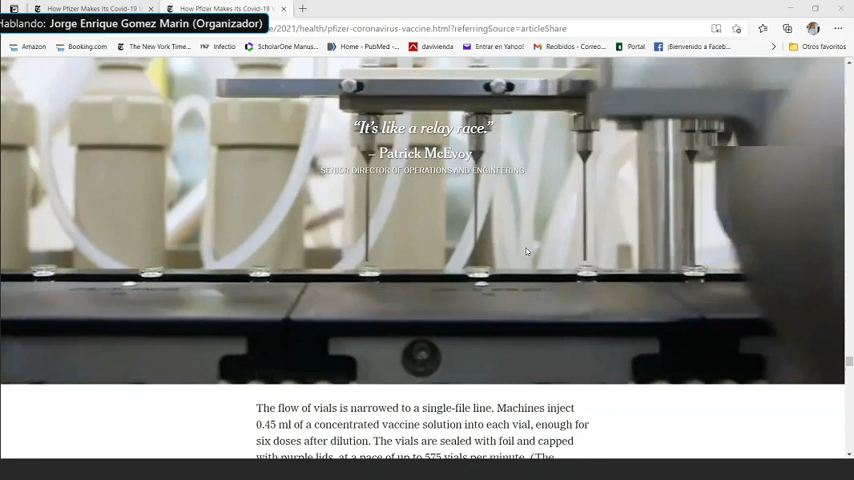 How Pfizer Makes Its Covid-19 V
How Pfizer Makes Its Covid-19 V
Hablando: Jorge Enrique Gomez Marin (Organizador)
e/2021/health/pfizer-coronavirus-vaccine.html?referringSource=articleShare
Amazon
Booking.com
The New York Time...
Infectio
ScholarOne Manus...
Home - PubMed -...
davivienda
Entrar en Yahoo!
Recibidos - Correo...
Portal
¡Bienvenido a Faceb...
Otros favoritos
“It’s like a relay race.”
– Patrick McEvoy
SENIOR DIRECTOR OF OPERATIONS AND ENGINEERING
The flow of vials is narrowed to a single-file line. Machines inject
0.45 ml of a concentrated vaccine solution into each vial, enough for
six doses after dilution. The vials are sealed with foil and capped
with purple lids, at a pace of up to 575 vials per minute. (The